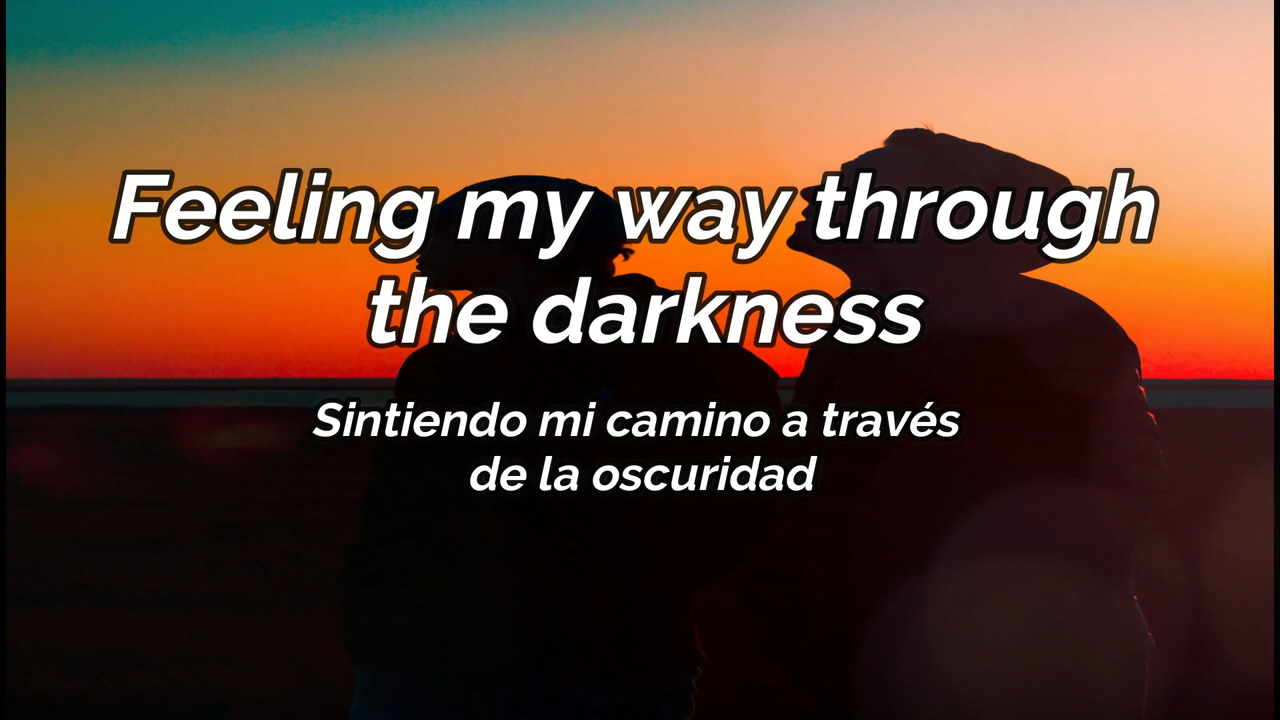 Feeling my way through
the darkness
Sintiendo mi camino a través
de la oscuridad